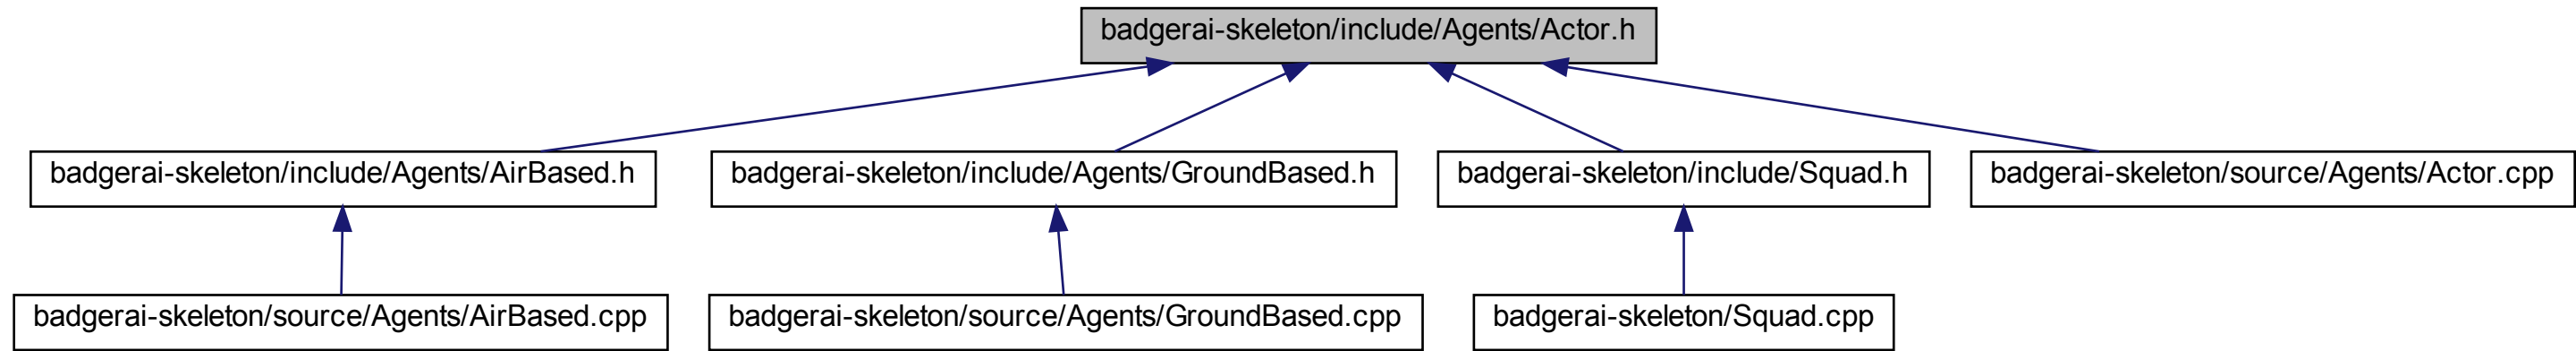 badgerai-skeleton/include/Agents/Actor.h
badgerai-skeleton/include/Agents/AirBased.h
badgerai-skeleton/include/Agents/GroundBased.h
badgerai-skeleton/include/Squad.h
badgerai-skeleton/source/Agents/Actor.cpp
badgerai-skeleton/source/Agents/AirBased.cpp
badgerai-skeleton/source/Agents/GroundBased.cpp
badgerai-skeleton/Squad.cpp